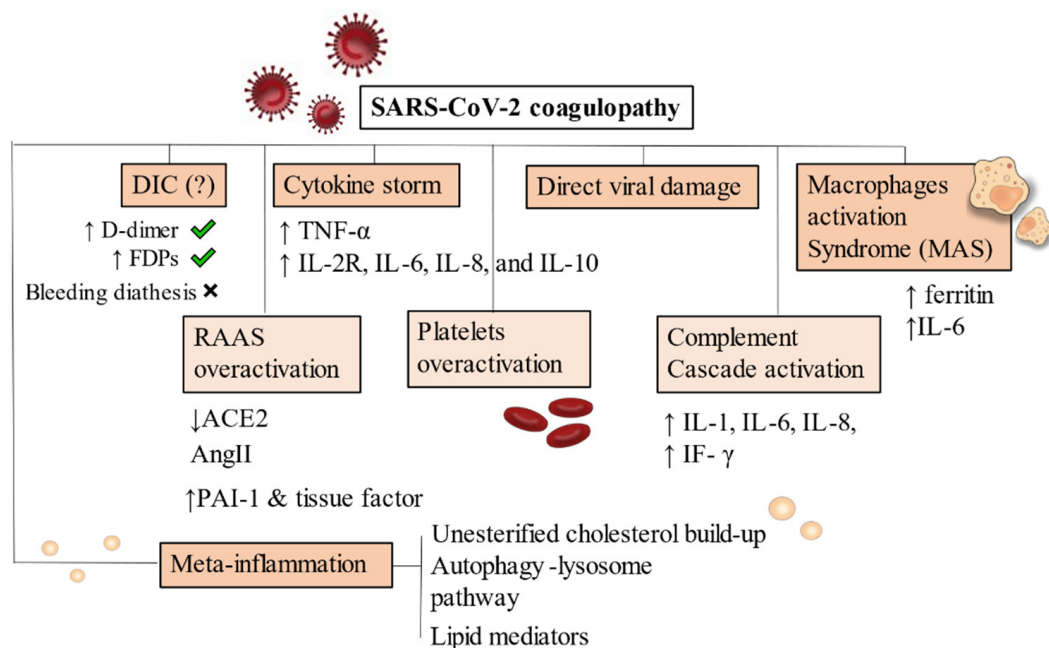 SARS-CoV-2 coagulopathy
DIC (?)
↑ D-dimer ✔
↑ FDPs ✔
Bleeding diathesis ✖
Cytokine storm
↑ TNF-α
↑ IL-2R, IL-6, IL-8, and IL-10
Direct viral damage
Macrophages
activation
Syndrome (MAS)
↑ ferritin
↑IL-6
RAAS
overactivation
↓ACE2
AngII
↑PAI-1 & tissue factor
Platelets
overactivation
Complement
Cascade activation
↑ IL-1, IL-6, IL-8,
↑ IF- γ
Meta-inflammation
Unesterified cholesterol build-up
Autophagy -lysosome
pathway
Lipid mediators